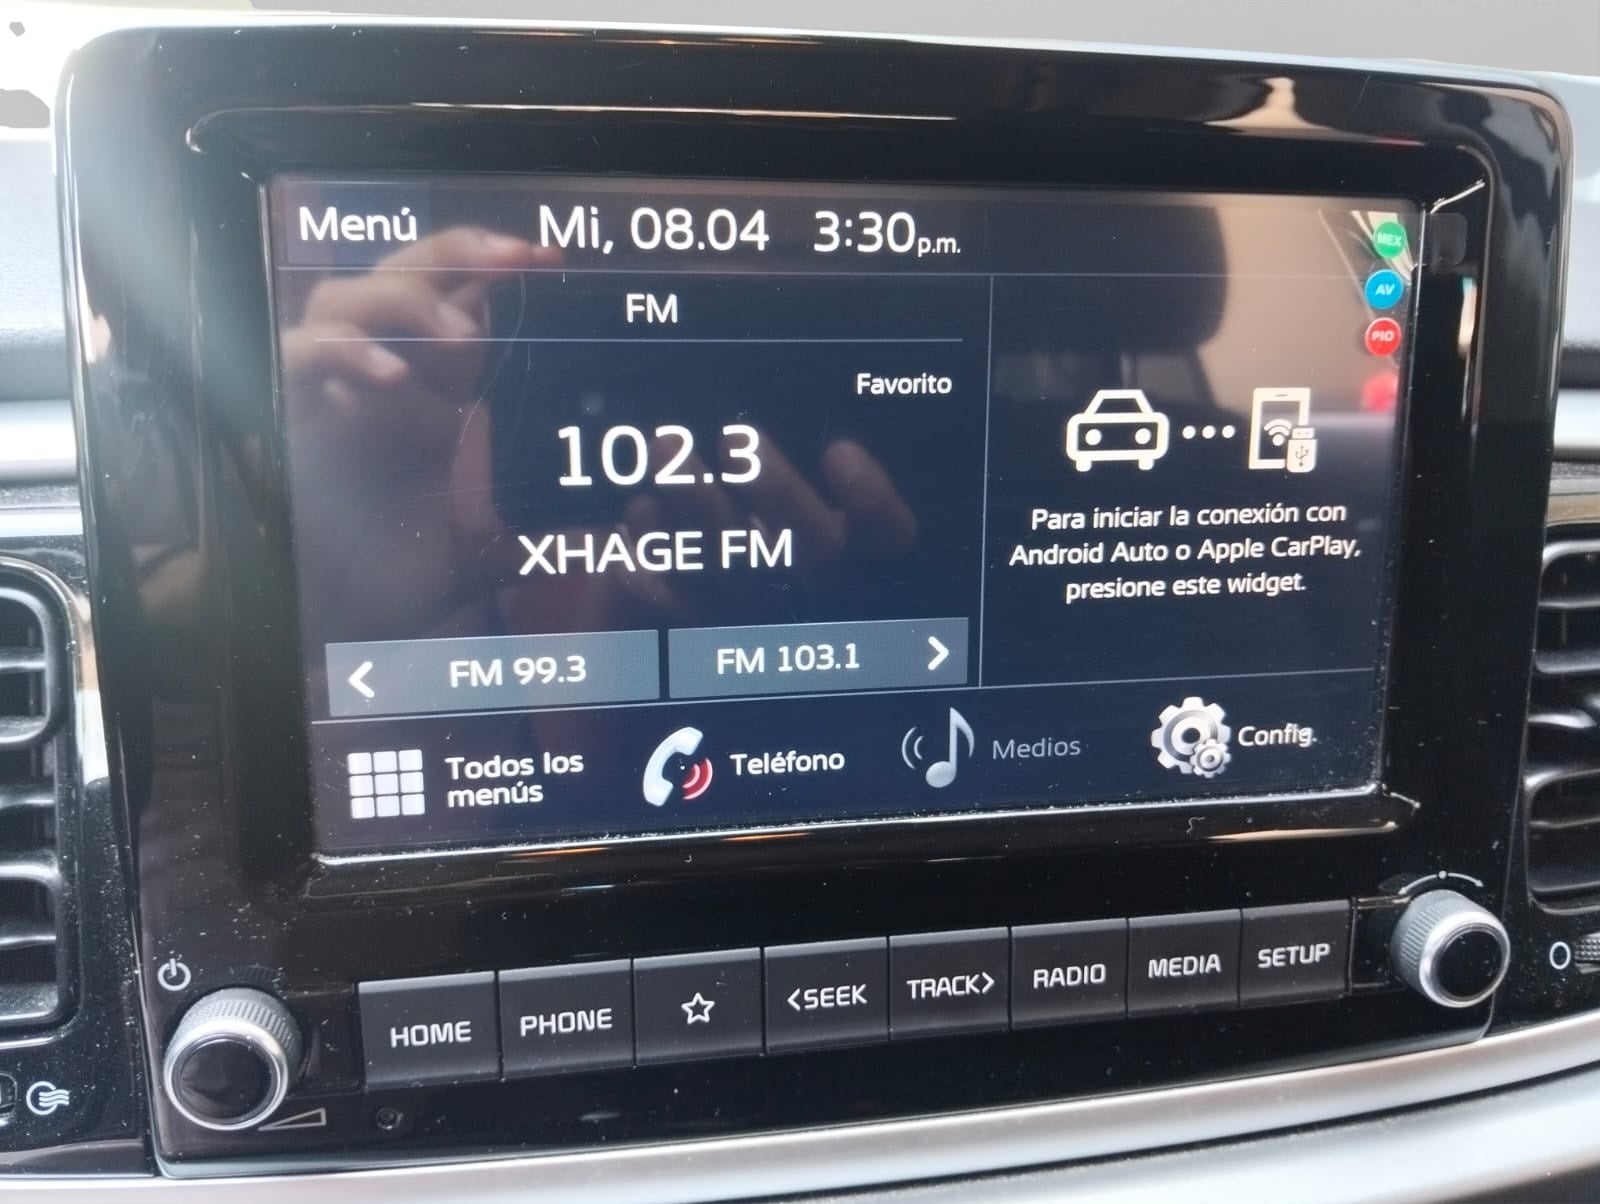 Menú
Mi, 08.04
3:30 p.m.
MEX
AV
PIO
FM
Favorito
102.3
XHAGE FM
FM 99.3
FM 103.1
Para iniciar la conexión con
Android Auto o Apple CarPlay,
presione este widget.
Todos los
menús
Teléfono
Medios
Config.
HOME
PHONE
<SEEK
TRACK>
RADIO
MEDIA
SETUP